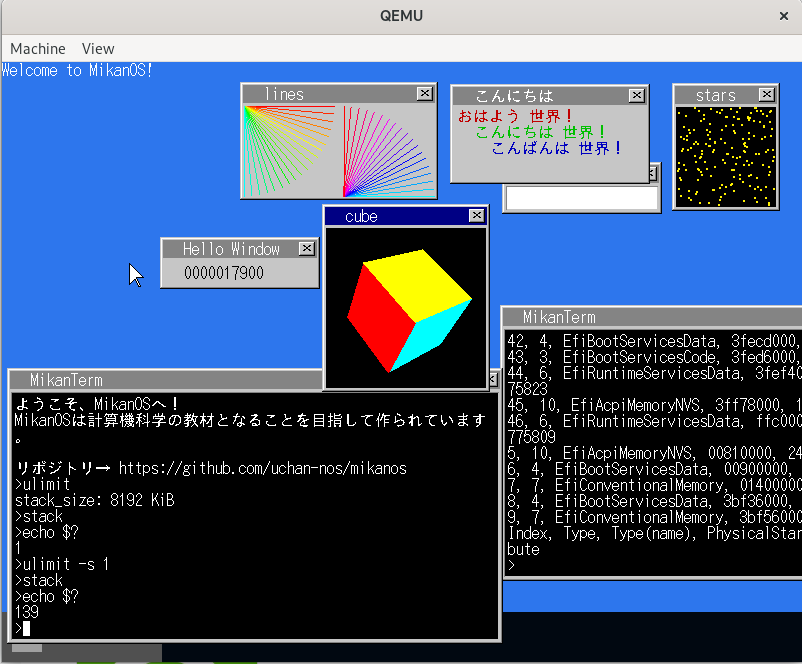 QEMU
Machine View
Welcome to MikanOS!
lines
こんにちは
おはよう 世界！
こんにちは 世界！
こんばんは 世界！
stars
cube
Hello Window
0000017900
MikanTerm
42, 4, EfiBootServicesData, 3fecd000,
43, 3, EfiBootServicesCode, 3fed6000,
44, 6, EfiRuntimeServicesData, 3fef40
75823
45, 10, EfiAcpiMemoryNVS, 3ff78000, 1
46, 6, EfiRuntimeServicesData, ffc000
775809
5, 10, EfiAcpiMemoryNVS, 00810000, 24
6, 4, EfiBootServicesData, 00900000,
7, 7, EfiConventionalMemory, 01400000
8, 4, EfiBootServicesData, 3bf36000,
9, 7, EfiConventionalMemory, 3bf56000
Index, Type, Type(name), PhysicalStar
bute
>
MikanTerm
ようこそ、MikanOSへ！
MikanOSは計算機科学の教材となることを目指して作られています
。
リポジトリ→ https://github.com/uchan-nos/mikanos
>ulimit
stack_size: 8192 KiB
>stack
>echo $?
1
>ulimit -s 1
>stack
>echo $?
139
>